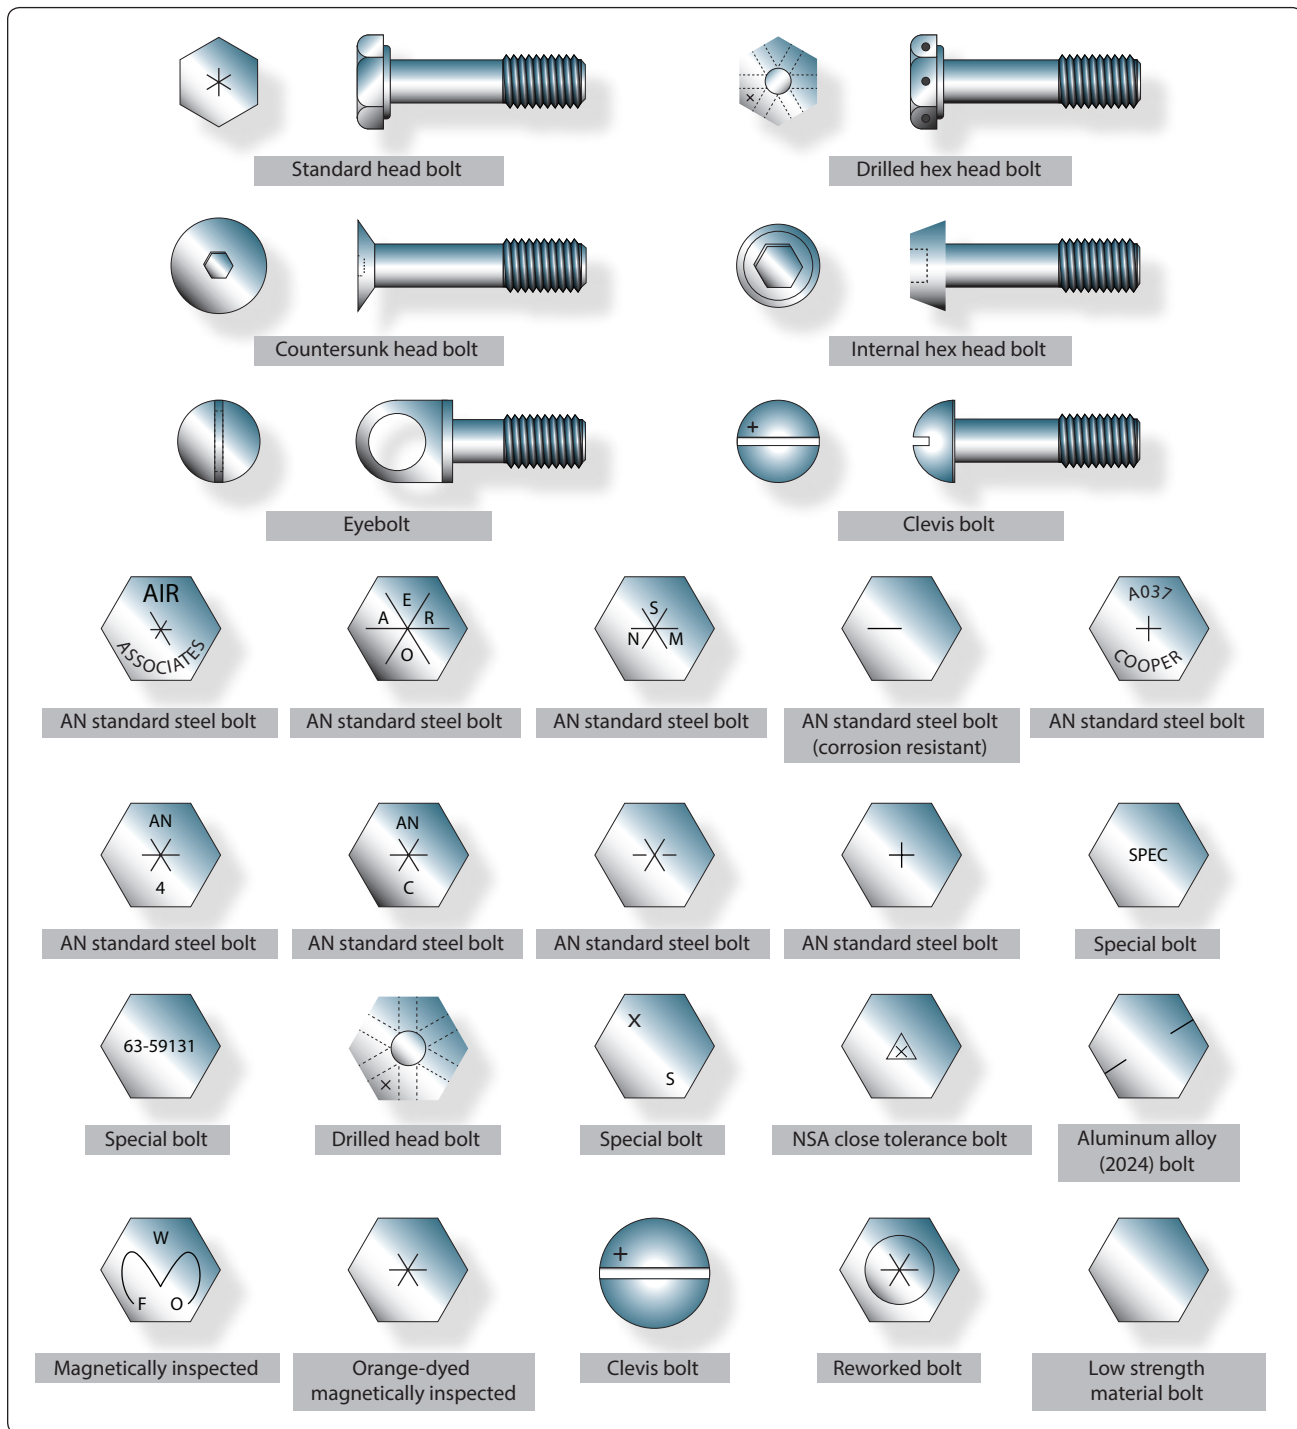 Standard head bolt
Drilled hex head bolt
Countersunk head bolt
Internal hex head bolt
Eyebolt
Clevis bolt
AIR
ASSOCIATES
E
A R
O
S
N M
A037
COOPER
AN standard steel bolt
AN standard steel bolt
AN standard steel bolt
AN standard steel bolt
(corrosion resistant)
AN standard steel bolt
AN
4
AN
C
SPEC
AN standard steel bolt
AN standard steel bolt
AN standard steel bolt
AN standard steel bolt
Special bolt
63-59131
X
S
Special bolt
Drilled head bolt
Special bolt
NSA close tolerance bolt
Aluminum alloy
(2024) bolt
W
F O
Magnetically inspected
Orange-dyed
magnetically inspected
Clevis bolt
Reworked bolt
Low strength
material bolt